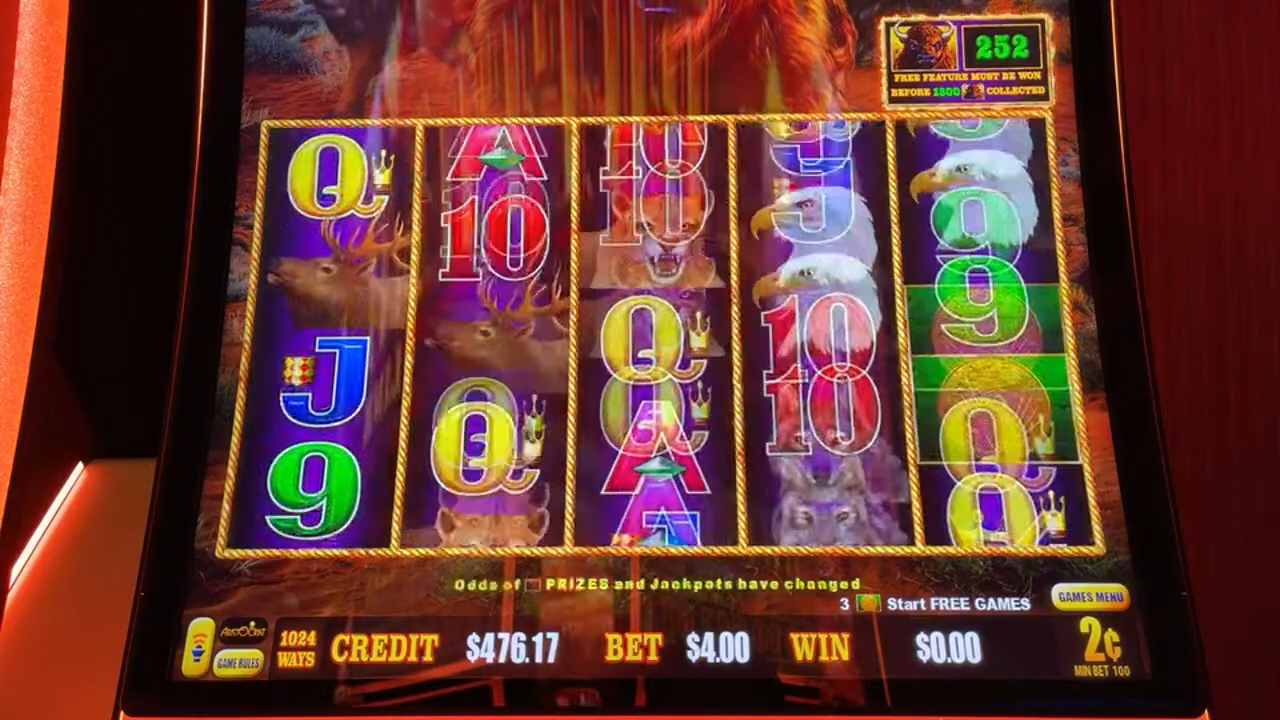 252
FREE FEATURE MUST BE WON
BEFORE 1800 COLLECTED
Q A 10 J 9
10 10 J 9
J Q 10 9
9 Q Q 10 Q
A J Q
Odds of PRIZES and Jackpots have changed
3 Start FREE GAMES
GAMES MENU
ARISTOCRAT
GAME RULES
1024
WAYS
CREDIT $476.17 BET $4.00 WIN $0.00
2¢
MIN BET 100